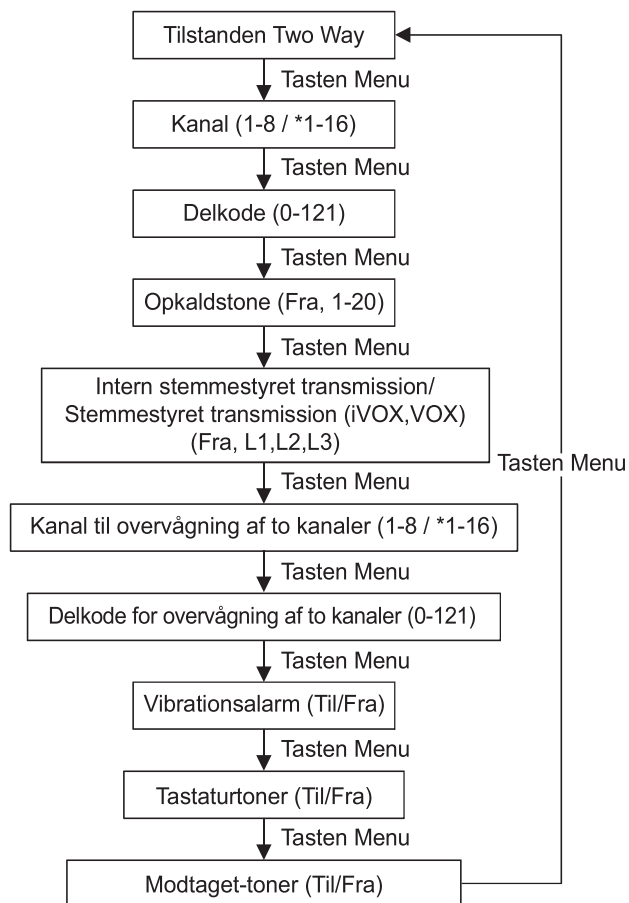 Tilstanden Two Way
Tasten Menu
Kanal (1-8 / *1-16)
Tasten Menu
Delkode (0-121)
Tasten Menu
Opkaldstone (Fra, 1-20)
Tasten Menu
Intern stemmestyret transmission/
Stemmestyret transmission (iVOX,VOX)
(Fra, L1,L2,L3)
Tasten Menu
Tasten Menu
Kanal til overvågning af to kanaler (1-8 / *1-16)
Tasten Menu
Delkode for overvågning af to kanaler (0-121)
Tasten Menu
Vibrationsalarm (Til/Fra)
Tasten Menu
Tastaturtoner (Til/Fra)
Tasten Menu
Modtaget-toner (Til/Fra)